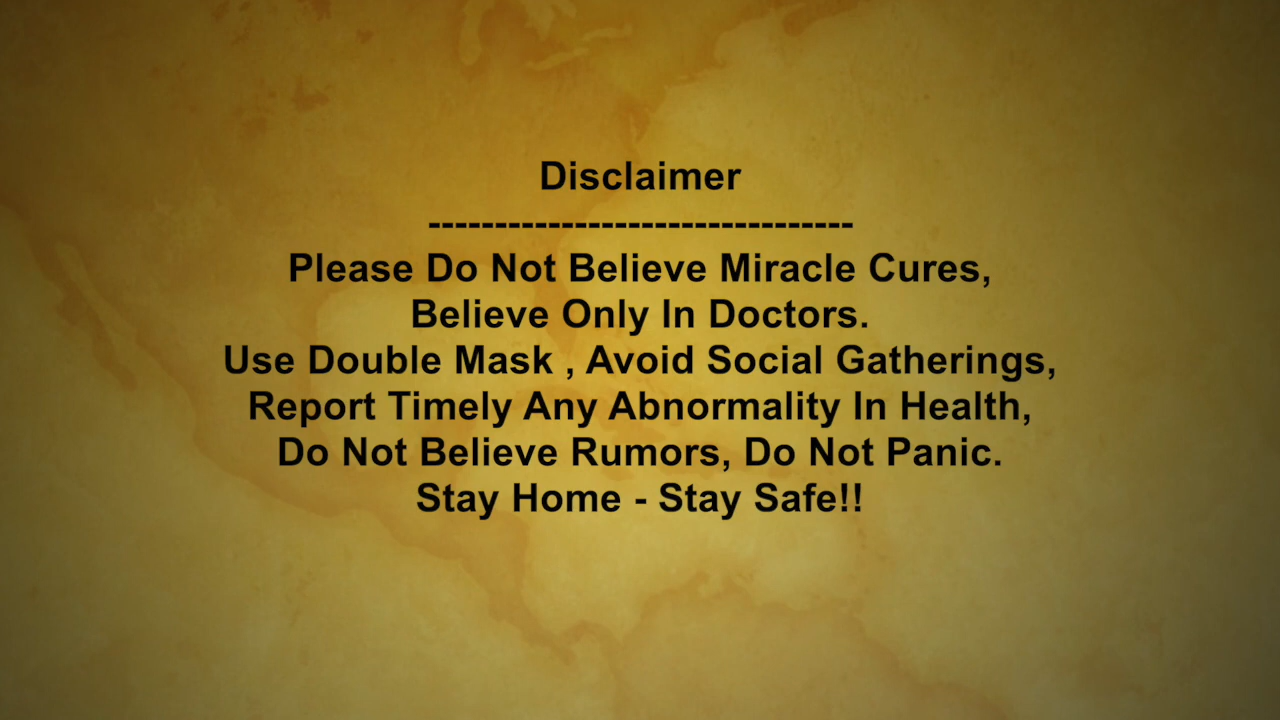 Disclaimer
--------------------------------
Please Do Not Believe Miracle Cures,
Believe Only In Doctors.
Use Double Mask , Avoid Social Gatherings,
Report Timely Any Abnormality In Health,
Do Not Believe Rumors, Do Not Panic.
Stay Home - Stay Safe!!